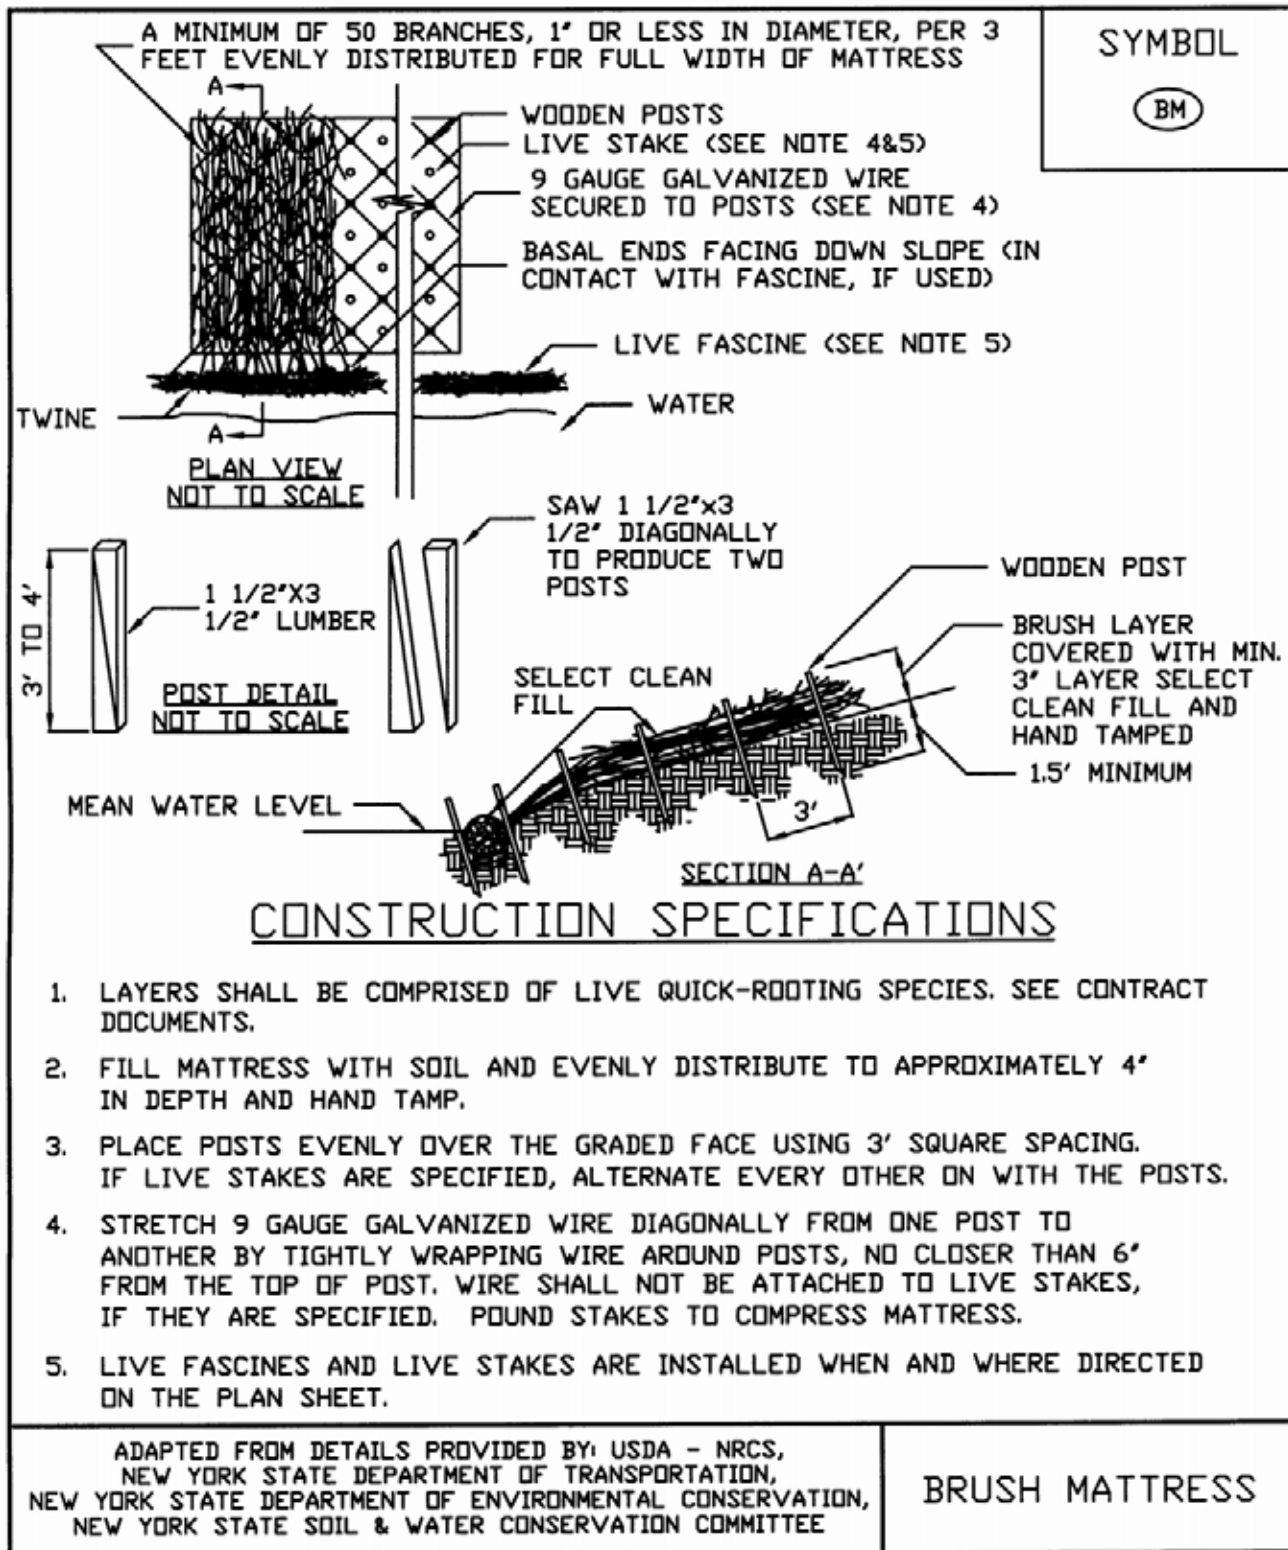 A MINIMUM OF 50 BRANCHES, 1" OR LESS IN DIAMETER, PER 3
FEET EVENLY DISTRIBUTED FOR FULL WIDTH OF MATTRESS
SYMBOL
BM
A
WOODEN POSTS
LIVE STAKE (SEE NOTE 4&5)
9 GAUGE GALVANIZED WIRE
SECURED TO POSTS (SEE NOTE 4)
BASAL ENDS FACING DOWN SLOPE (IN
CONTACT WITH FASCINE, IF USED)
LIVE FASCINE (SEE NOTE 5)
TWINE
WATER
A
PLAN VIEW
NOT TO SCALE
SAW 1 1/2"x3
1/2" DIAGONALLY
TO PRODUCE TWO
POSTS
3' TO 4'
1 1/2"X3
1/2" LUMBER
POST DETAIL
NOT TO SCALE
WOODEN POST
BRUSH LAYER
COVERED WITH MIN.
3" LAYER SELECT
CLEAN FILL AND
HAND TAMPED
SELECT CLEAN
FILL
1.5' MINIMUM
MEAN WATER LEVEL
3'
SECTION A-A'
CONSTRUCTION SPECIFICATIONS
1. LAYERS SHALL BE COMPRISED OF LIVE QUICK-ROOTING SPECIES. SEE CONTRACT
DOCUMENTS.
2. FILL MATTRESS WITH SOIL AND EVENLY DISTRIBUTE TO APPROXIMATELY 4"
IN DEPTH AND HAND TAMP.
3. PLACE POSTS EVENLY OVER THE GRADED FACE USING 3' SQUARE SPACING.
IF LIVE STAKES ARE SPECIFIED, ALTERNATE EVERY OTHER ON WITH THE POSTS.
4. STRETCH 9 GAUGE GALVANIZED WIRE DIAGONALLY FROM ONE POST TO
ANOTHER BY TIGHTLY WRAPPING WIRE AROUND POSTS, NO CLOSER THAN 6"
FROM THE TOP OF POST. WIRE SHALL NOT BE ATTACHED TO LIVE STAKES,
IF THEY ARE SPECIFIED. POUND STAKES TO COMPRESS MATTRESS.
5. LIVE FASCINES AND LIVE STAKES ARE INSTALLED WHEN AND WHERE DIRECTED
ON THE PLAN SHEET.
ADAPTED FROM DETAILS PROVIDED BY: USDA - NRCS,
NEW YORK STATE DEPARTMENT OF TRANSPORTATION,
NEW YORK STATE DEPARTMENT OF ENVIRONMENTAL CONSERVATION,
NEW YORK STATE SOIL & WATER CONSERVATION COMMITTEE
BRUSH MATTRESS